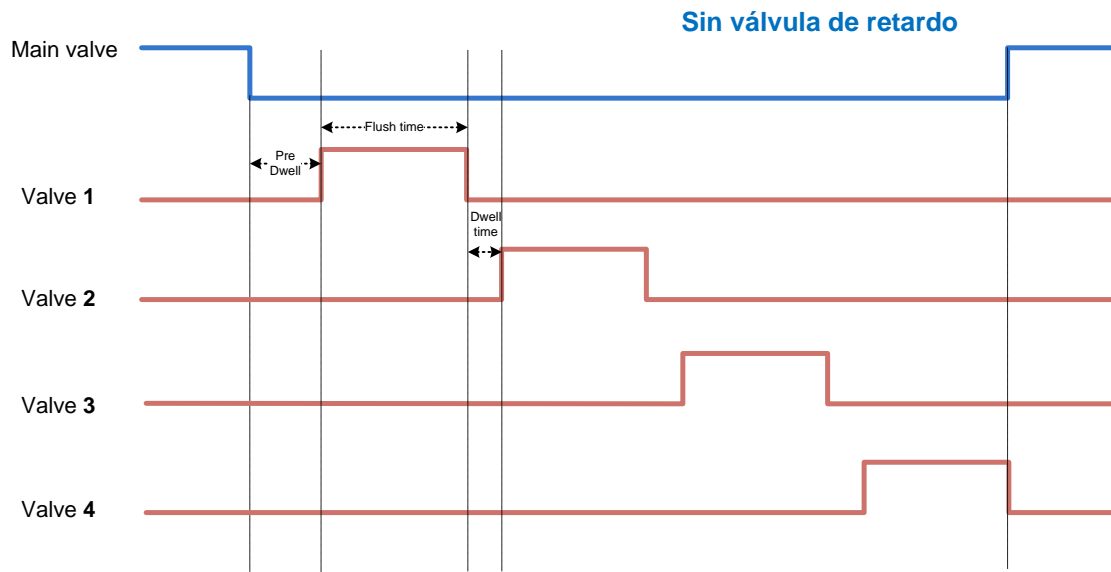 Sin válvula de retardo
Main valve
Flush time
Pre
Dwell
Valve 1
Dwell
time
Valve 2
Valve 3
Valve 4